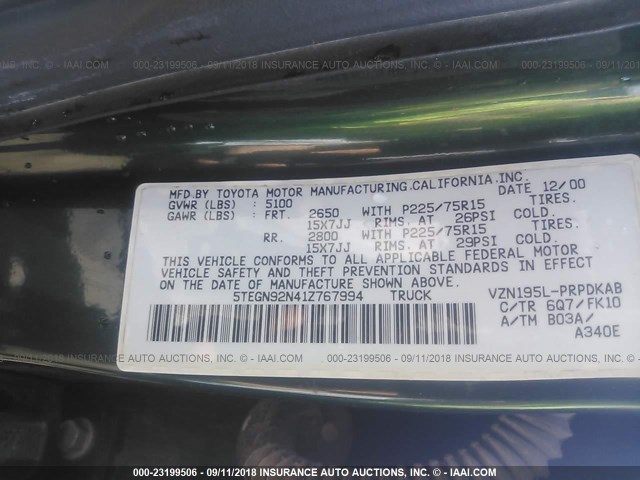 000-23199506 - 09/11/2018 INSURANCE AUTO AUCTIONS, INC. - IAAI.COM
MFD BY TOYOTA MOTOR MANUFACTURING,CALIFORNIA,INC.
GVWR (LBS) : 5100 DATE 12/00
GAWR (LBS) : FRT. 2650 WITH P225/75R15 TIRES.
15X7JJ RIMS. AT 26PSI COLD.
RR. 2800 WITH P225/75R15 TIRES.
15X7JJ RIMS. AT 29PSI COLD.
THIS VEHICLE CONFORMS TO ALL APPLICABLE FEDERAL MOTOR
VEHICLE SAFETY AND THEFT PREVENTION STANDARDS IN EFFECT
ON THE DATE OF MANUFACTURE SHOWN ABOVE.
5TEGN92N41Z767994 TRUCK VZN195L-PRPDKAB
C/TR 6Q7/FK10
A/TM B03A/
A340E
000-23199506 - 09/11/2018 INSURANCE AUTO AUCTIONS, INC. - IAAI.COM
000-23199506 - 09/11/2018 INSURANCE AUTO AUCTIONS, INC. - IAAI.COM